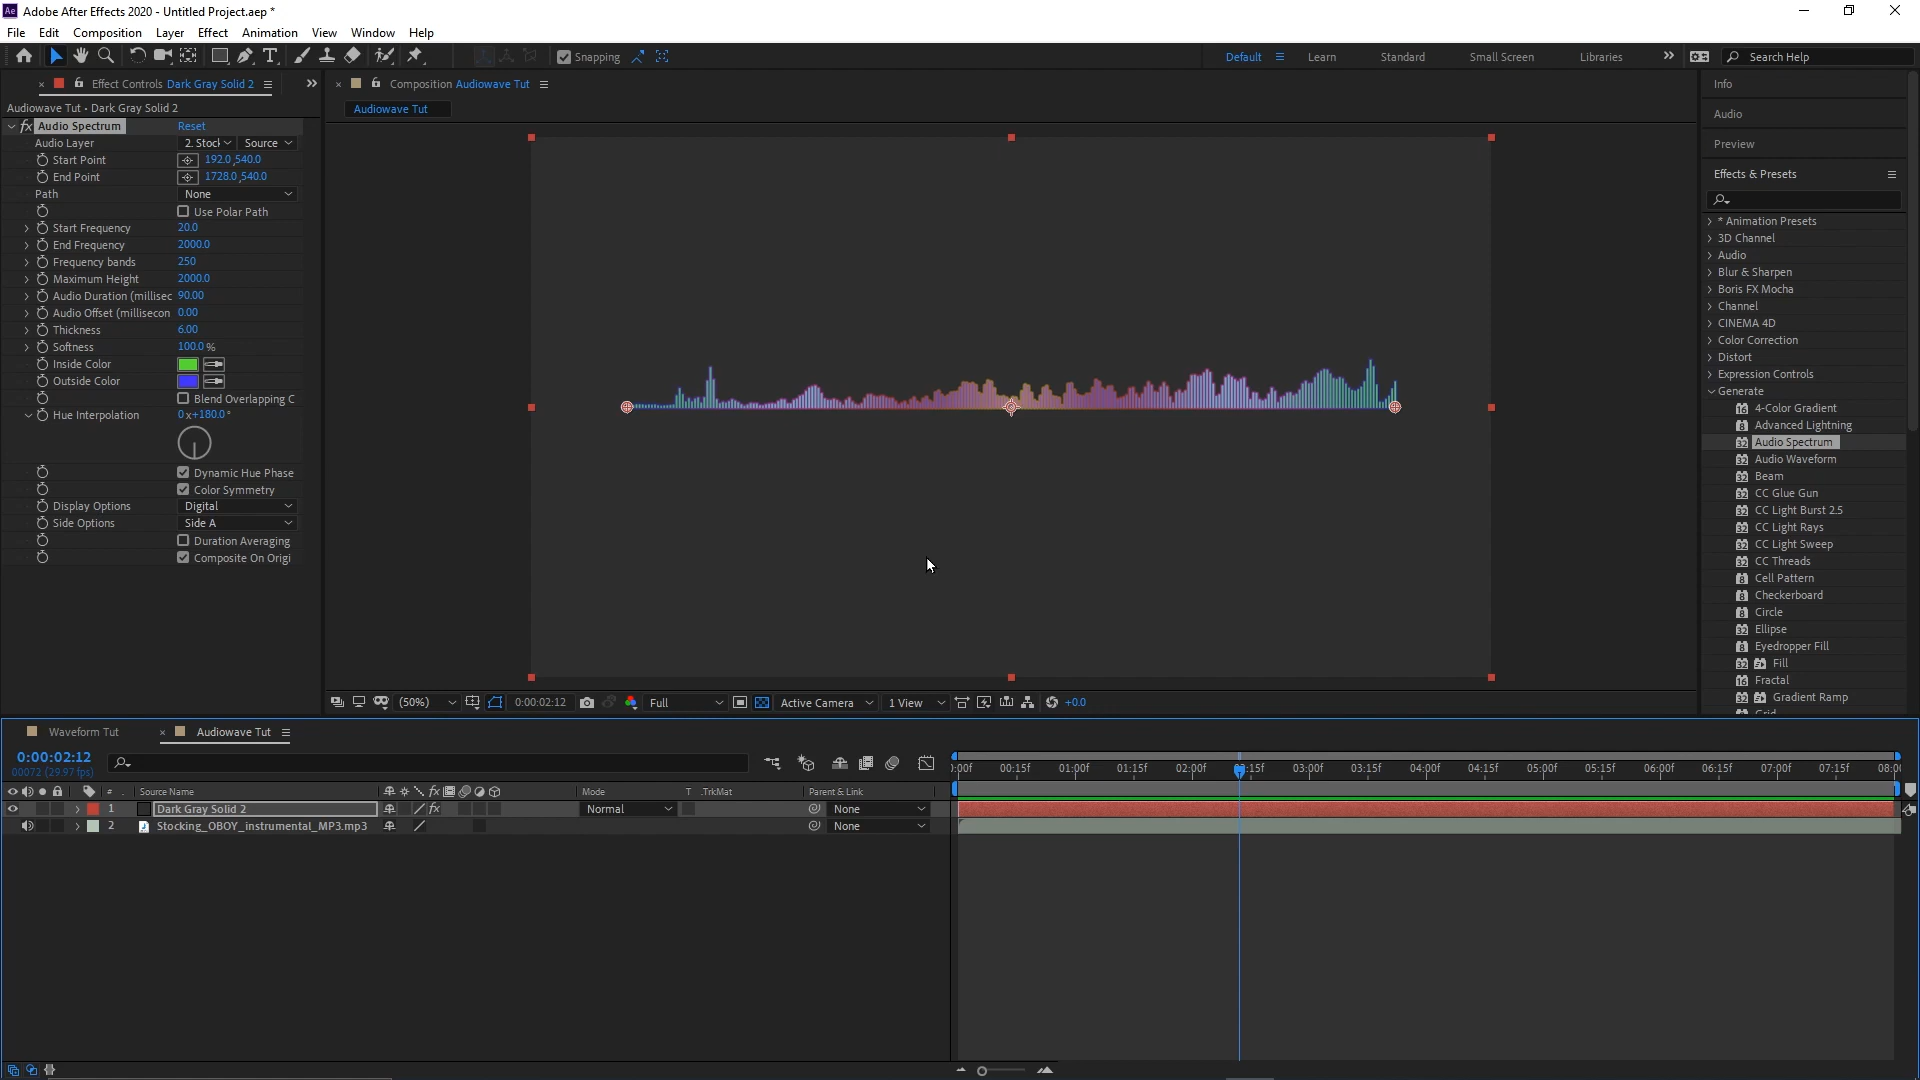 Adobe After Effects 2020 - Untitled Project.aep *
File Edit Composition Layer Effect Animation View Window Help
Snapping Default Learn Standard Small Screen Libraries Search Help
Effect Controls Dark Gray Solid 2
Audiowave Tut • Dark Gray Solid 2
fx Audio Spectrum Reset
Audio Layer 2. Stock Source
Start Point 192.0,540.0
End Point 1728.0,540.0
Path None
Use Polar Path
Start Frequency 20.0
End Frequency 2000.0
Frequency bands 250
Maximum Height 2000.0
Audio Duration (millisec 90.00
Audio Offset (millisecon 0.00
Thickness 6.00
Softness 100.0 %
Inside Color
Outside Color
Blend Overlapping C
Hue Interpolation 0 x+180.0 °
Dynamic Hue Phase
Color Symmetry
Display Options Digital
Side Options Side A
Duration Averaging
Composite On Origi
Composition Audiowave Tut
Audiowave Tut
(50%) 0:00:02:12 Full Active Camera 1 View +0.0
Info
Audio
Preview
Effects & Presets
* Animation Presets
3D Channel
Audio
Blur & Sharpen
Boris FX Mocha
Channel
CINEMA 4D
Color Correction
Distort
Expression Controls
Generate
4-Color Gradient
Advanced Lightning
Audio Spectrum
Audio Waveform
Beam
CC Glue Gun
CC Light Burst 2.5
CC Light Rays
CC Light Sweep
CC Threads
Cell Pattern
Checkerboard
Circle
Ellipse
Eyedropper Fill
Fill
Fractal
Gradient Ramp
Grid
Waveform Tut Audiowave Tut
0:00:02:12
00072 (29.97 fps)
:00f 00:15f 01:00f 01:15f 02:00f 02:15f 03:00f 03:15f 04:00f 04:15f 05:00f 05:15f 06:00f 06:15f 07:00f 07:15f 08:00
# Source Name fx Mode T .TrkMat Parent & Link
1 Dark Gray Solid 2 fx Normal None
2 Stocking_OBOY_instrumental_MP3.mp3 None